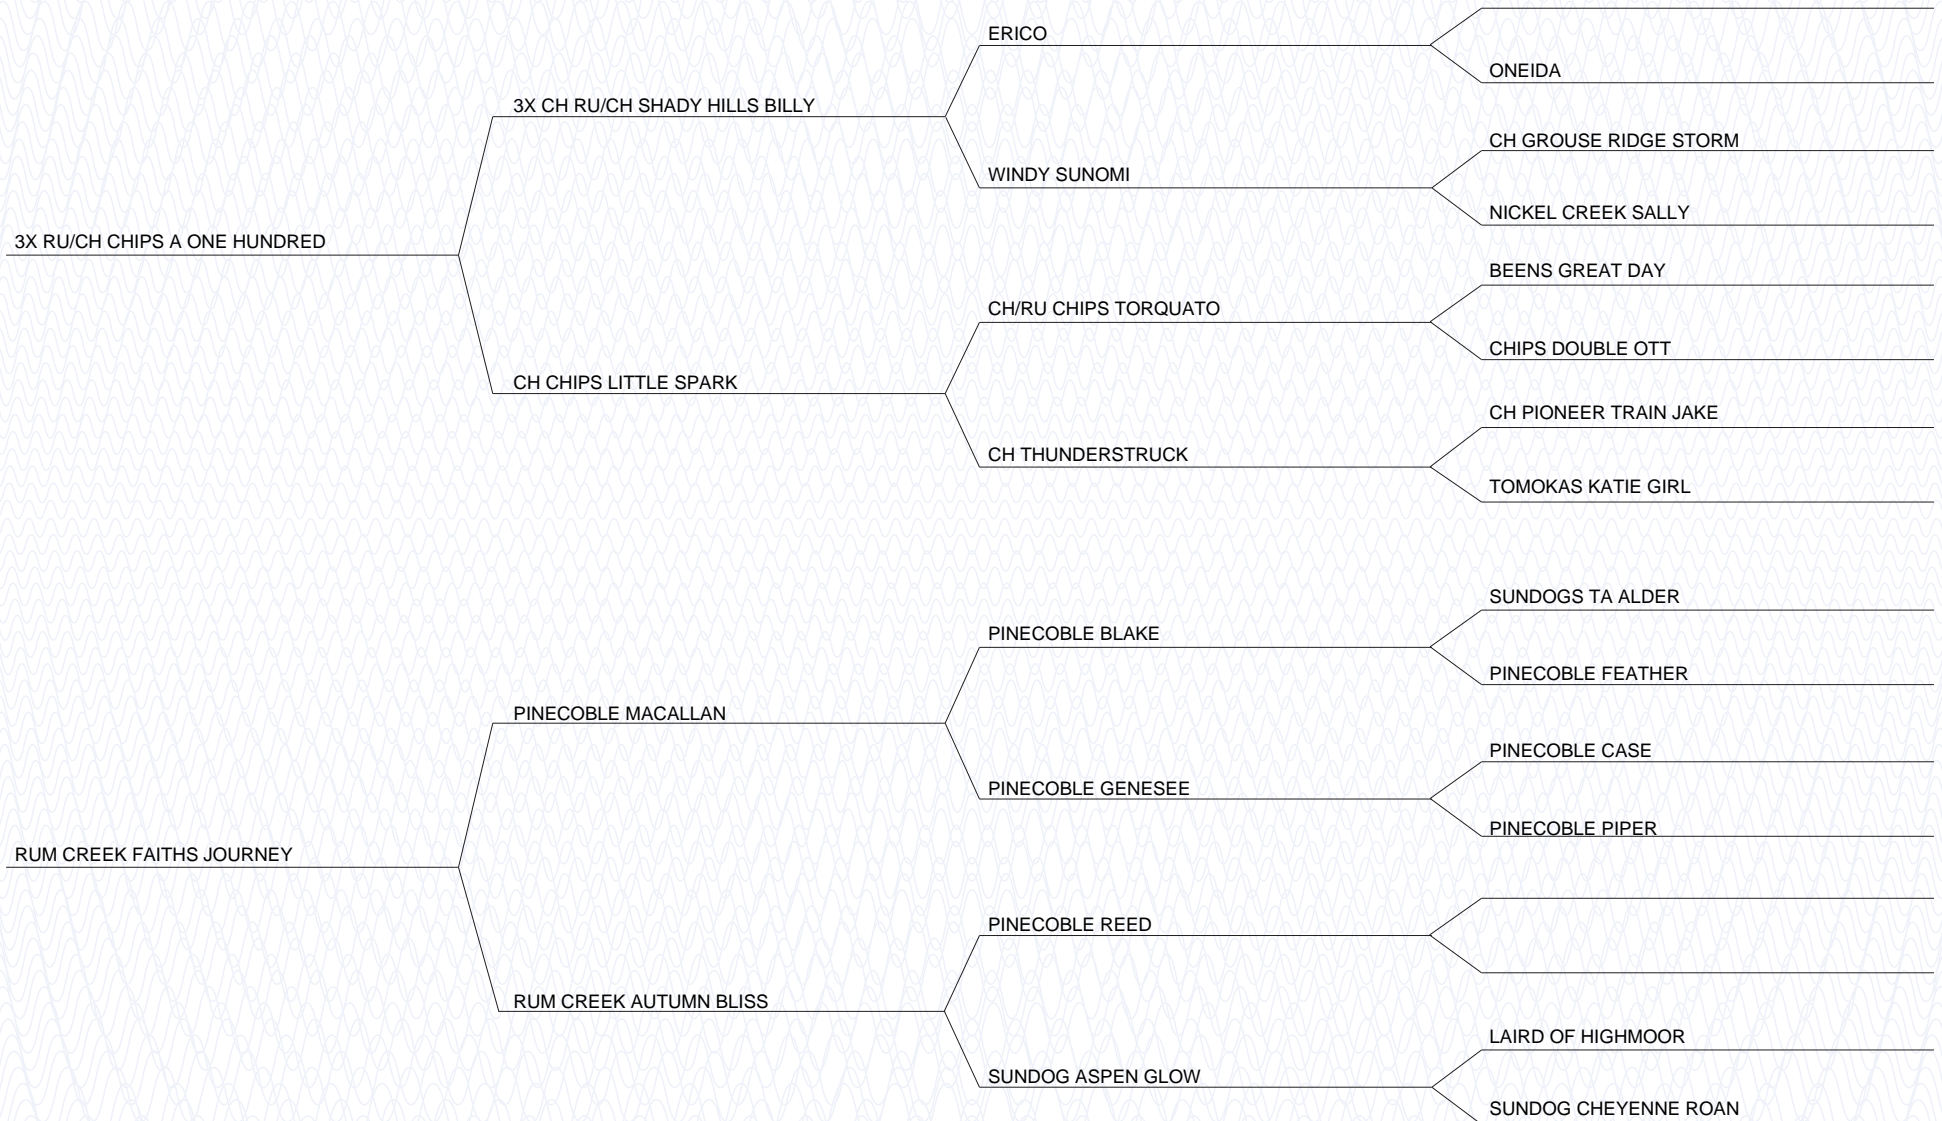 ERICO
ONEIDA
3X CH RU/CH SHADY HILLS BILLY
CH GROUSE RIDGE STORM
WINDY SUNOMI
NICKEL CREEK SALLY
3X RU/CH CHIPS A ONE HUNDRED
BEENS GREAT DAY
CH/RU CHIPS TORQUATO
CHIPS DOUBLE OTT
CH CHIPS LITTLE SPARK
CH PIONEER TRAIN JAKE
CH THUNDERSTRUCK
TOMOKAS KATIE GIRL
SUNDOGS TA ALDER
PINECOBLE BLAKE
PINECOBLE FEATHER
PINECOBLE MACALLAN
PINECOBLE CASE
PINECOBLE GENESEE
PINECOBLE PIPER
RUM CREEK FAITHS JOURNEY
PINECOBLE REED
RUM CREEK AUTUMN BLISS
LAIRD OF HIGHMOOR
SUNDOG ASPEN GLOW
SUNDOG CHEYENNE ROAN